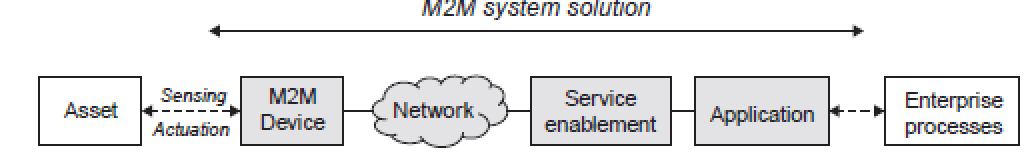 M2M system solution
Asset
Sensing
Actuation
M2M
Device
Network
Service
enablement
Application
Enterprise
processes